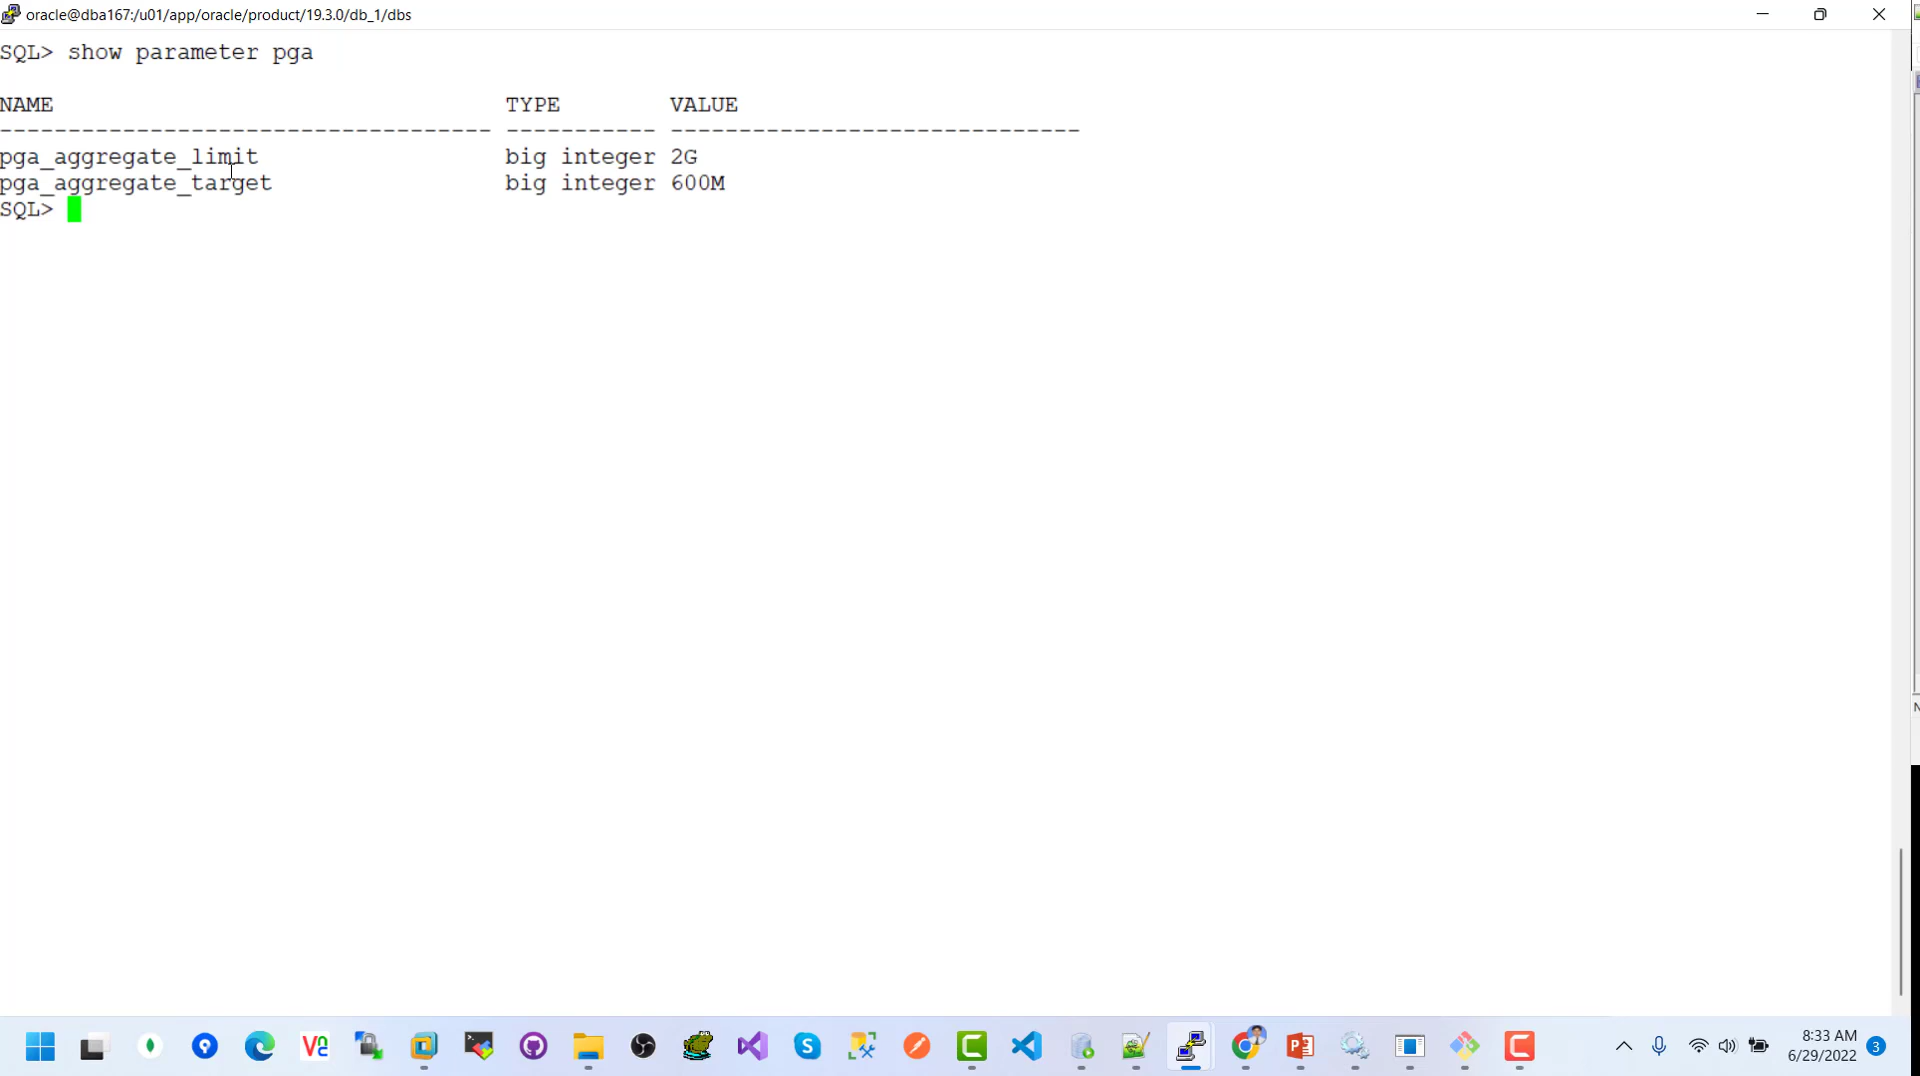 oracle@dba167:/u01/app/oracle/product/19.3.0/db_1/dbs
SQL> show parameter pga
NAME TYPE VALUE
------------------------------------ ----------- ------------------------------
pga_aggregate_limit big integer 2G
pga_aggregate_target big integer 600M
SQL>
8:33 AM
6/29/2022 3